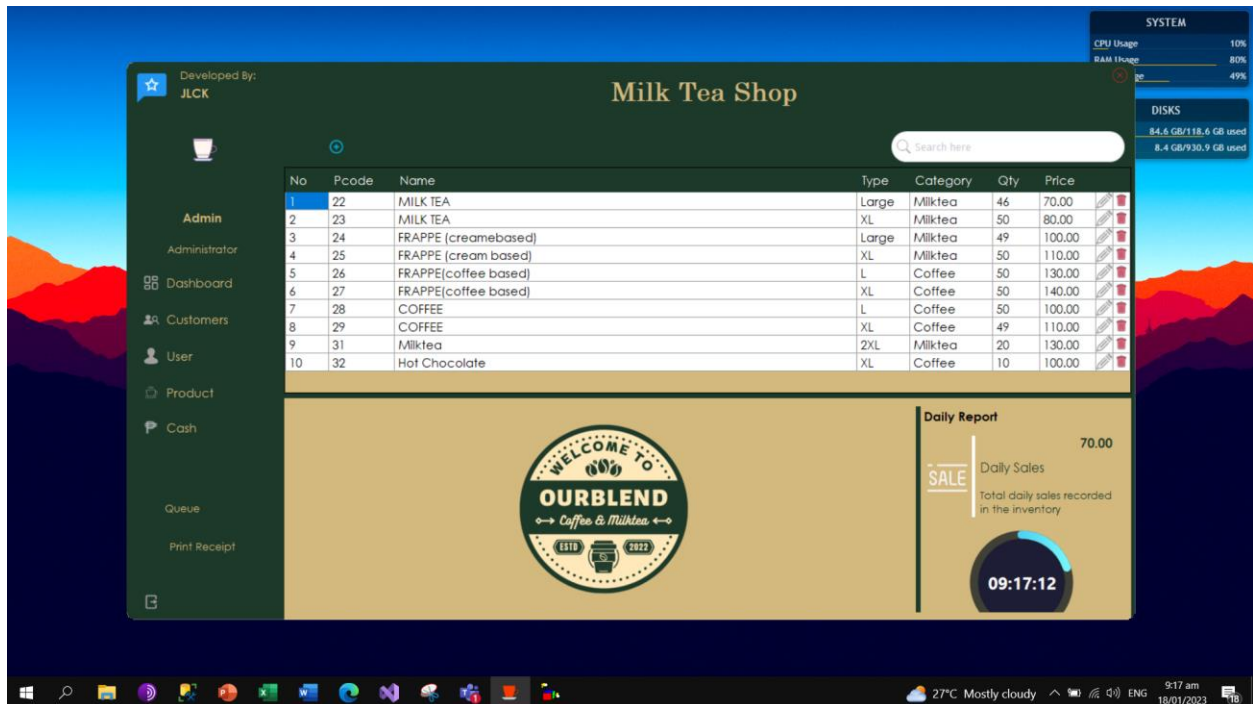 SYSTEM
CPU Usage 10%
RAM Usage 80%
ge 49%
DISKS
84.6 GB/118.6 GB used
8.4 GB/930.9 GB used
Developed By:
JLCK
Milk Tea Shop
Search here
Admin
Administrator
Dashboard
Customers
User
Product
Cash
Queue
Print Receipt
No Pcode Name Type Category Qty Price
1 22 MILK TEA Large Milktea 46 70.00
2 23 MILK TEA XL Milktea 50 80.00
3 24 FRAPPE (creamebased) Large Milktea 49 100.00
4 25 FRAPPE (cream based) XL Milktea 50 110.00
5 26 FRAPPE(coffee based) L Coffee 50 130.00
6 27 FRAPPE(coffee based) XL Coffee 50 140.00
7 28 COFFEE L Coffee 50 100.00
8 29 COFFEE XL Coffee 49 110.00
9 31 Milktea 2XL Milktea 20 130.00
10 32 Hot Chocolate XL Coffee 10 100.00
WELCOME TO
OURBLEND
Coffee & Milktea
ESTD 2022
Daily Report
70.00
SALE
Daily Sales
Total daily sales recorded
in the inventory
09:17:12
27°C Mostly cloudy ENG
9:17 am
18/01/2023
18